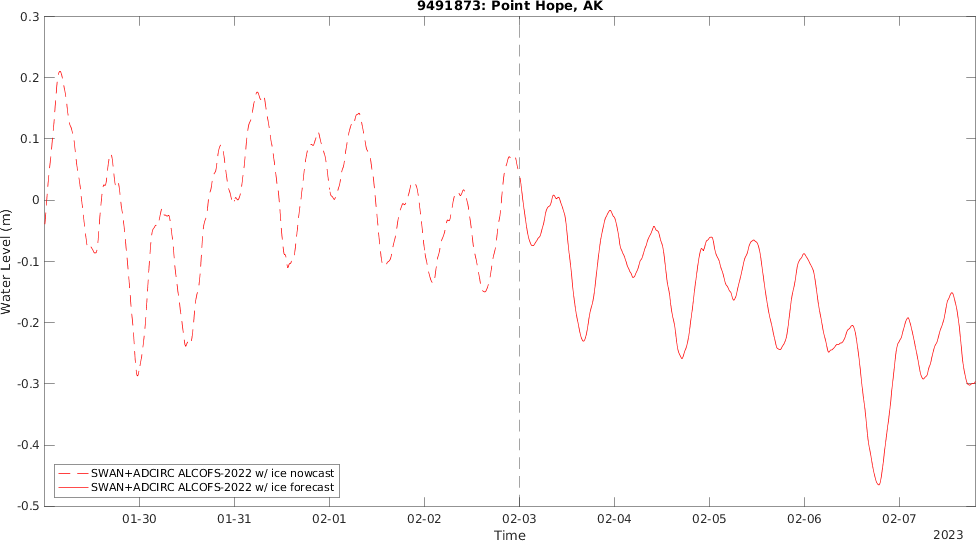 9491873: Point Hope, AK
0.3
0.2
0.1
0
-0.1
-0.2
-0.3
-0.4
-0.5
Water Level (m)
SWAN+ADCIRC ALCOFS-2022 w/ ice nowcast
SWAN+ADCIRC ALCOFS-2022 w/ ice forecast
01-30 01-31 02-01 02-02 02-03 02-04 02-05 02-06 02-07
Time
2023